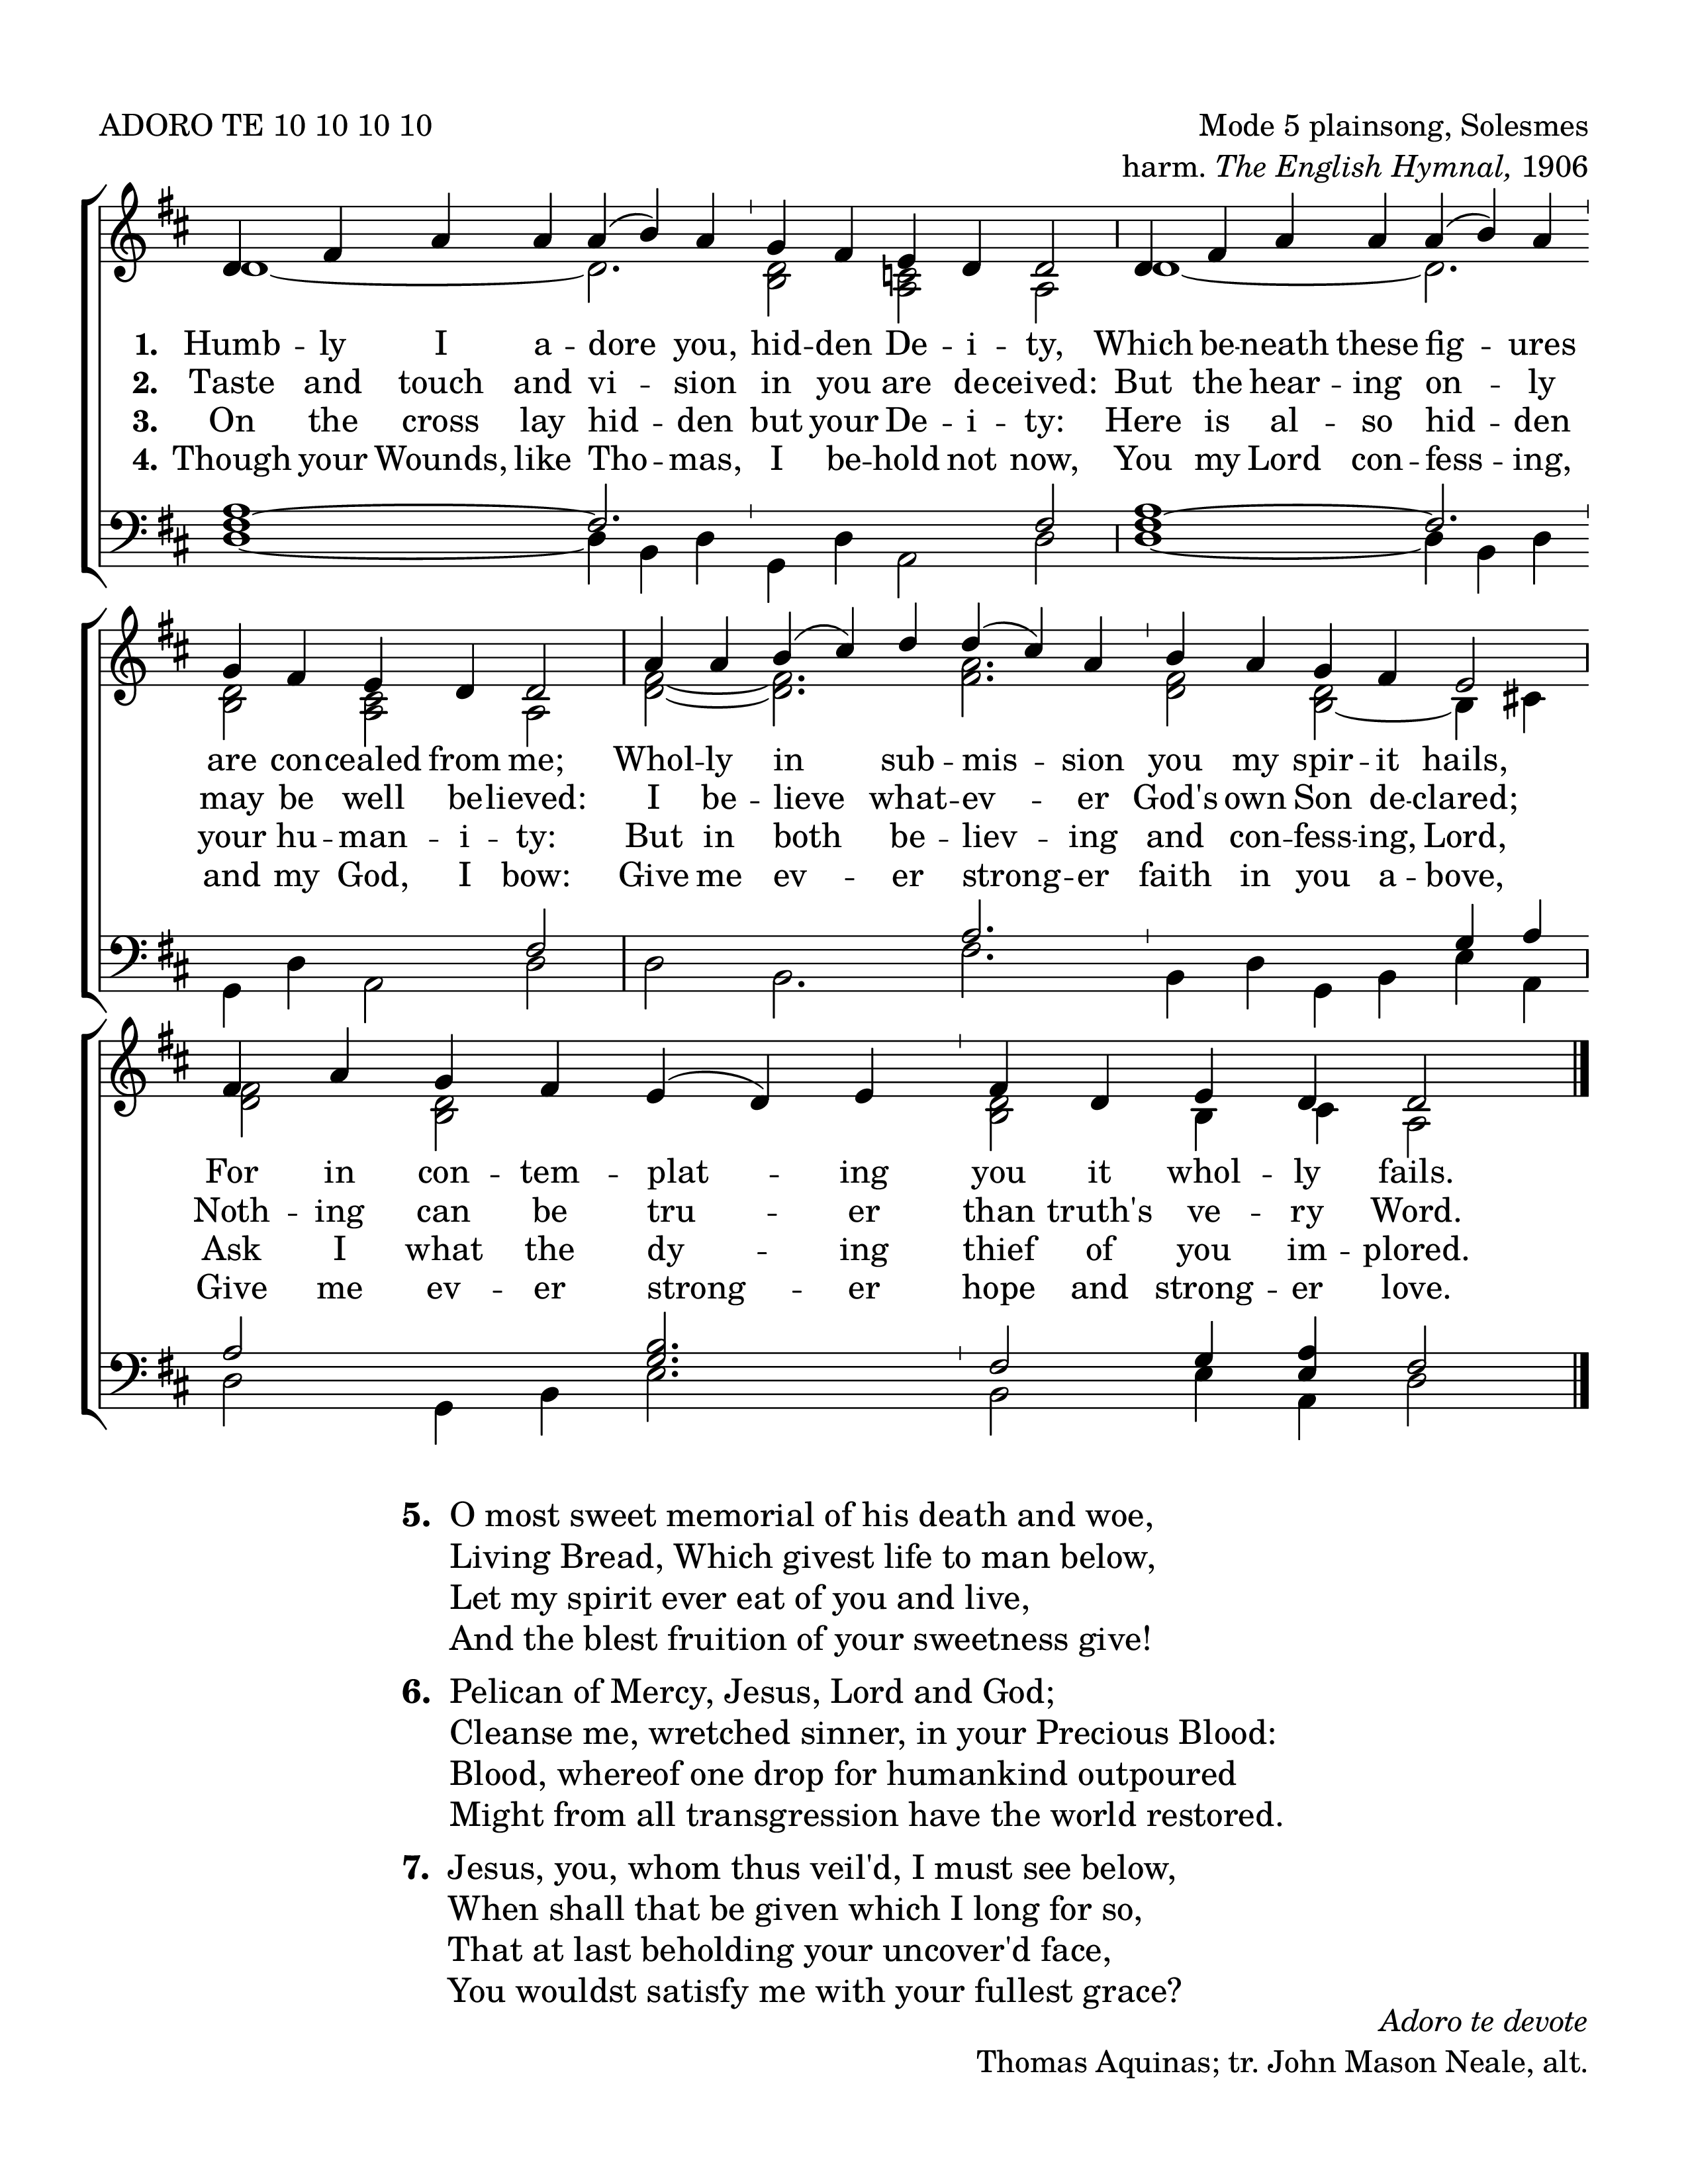 ADORO TE 10 10 10 10
Mode 5 plainsong, Solesmes
harm. The English Hymnal, 1906
1. Humb -- ly I a -- dore you, hid -- den De -- i -- ty, Which be -- neath these fig -- ures
2. Taste and touch and vi -- sion in you are deceived: But the hear -- ing on -- ly
3. On the cross lay hid -- den but your De -- i -- ty: Here is al -- so hid -- den
4. Though your Wounds, like Tho -- mas, I be -- hold not now, You my Lord con -- fess -- ing,
are concealed from me; Whol -- ly in sub -- mis -- sion you my spir -- it hails,
may be well believed: I be -- lieve what -- ev -- er God's own Son de -- clared;
your hu -- man -- i -- ty: But in both be -- liev -- ing and con -- fess -- ing, Lord,
and my God, I bow: Give me ev -- er strong -- er faith in you a -- bove,
For in con -- tem -- plat -- ing you it whol -- ly fails.
Noth -- ing can be tru -- er than truth's ve -- ry Word.
Ask I what the dy -- ing thief of you im -- plored.
Give me ev -- er strong -- er hope and strong -- er love.
5. O most sweet memorial of his death and woe,
Living Bread, Which givest life to man below,
Let my spirit ever eat of you and live,
And the blest fruition of your sweetness give!
6. Pelican of Mercy, Jesus, Lord and God;
Cleanse me, wretched sinner, in your Precious Blood:
Blood, whereof one drop for humankind outpoured
Might from all transgression have the world restored.
7. Jesus, you, whom thus veil'd, I must see below,
When shall that be given which I long for so,
That at last beholding your uncover'd face,
You wouldst satisfy me with your fullest grace?
Adoro te devote
Thomas Aquinas; tr. John Mason Neale, alt.